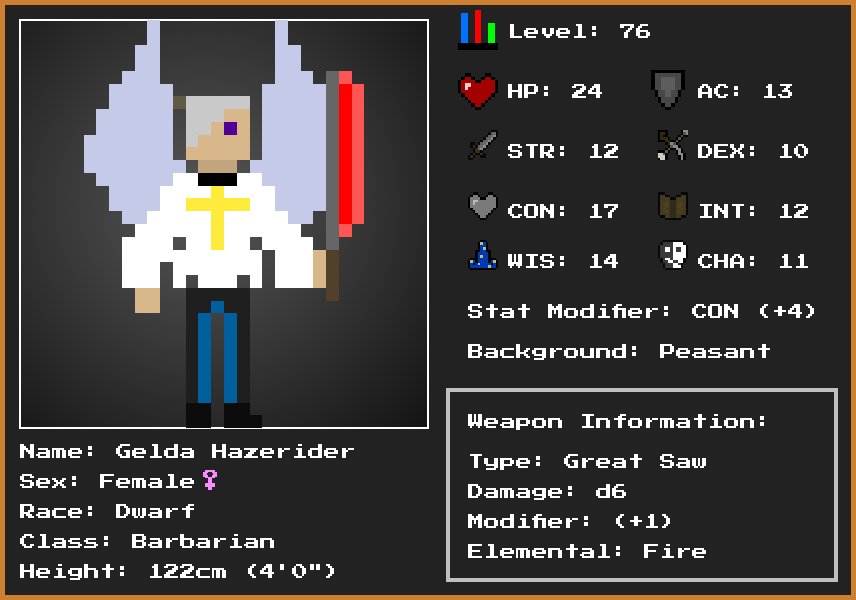 Level: 76
HP: 24
AC: 13
STR: 12
DEX: 10
CON: 17
INT: 12
WIS: 14
CHA: 11
Stat Modifier: CON (+4)
Background: Peasant
Weapon Information:
Type: Great Saw
Damage: d6
Modifier: (+1)
Elemental: Fire
Name: Gelda Hazerider
Sex: Female♀
Race: Dwarf
Class: Barbarian
Height: 122cm (4'0")